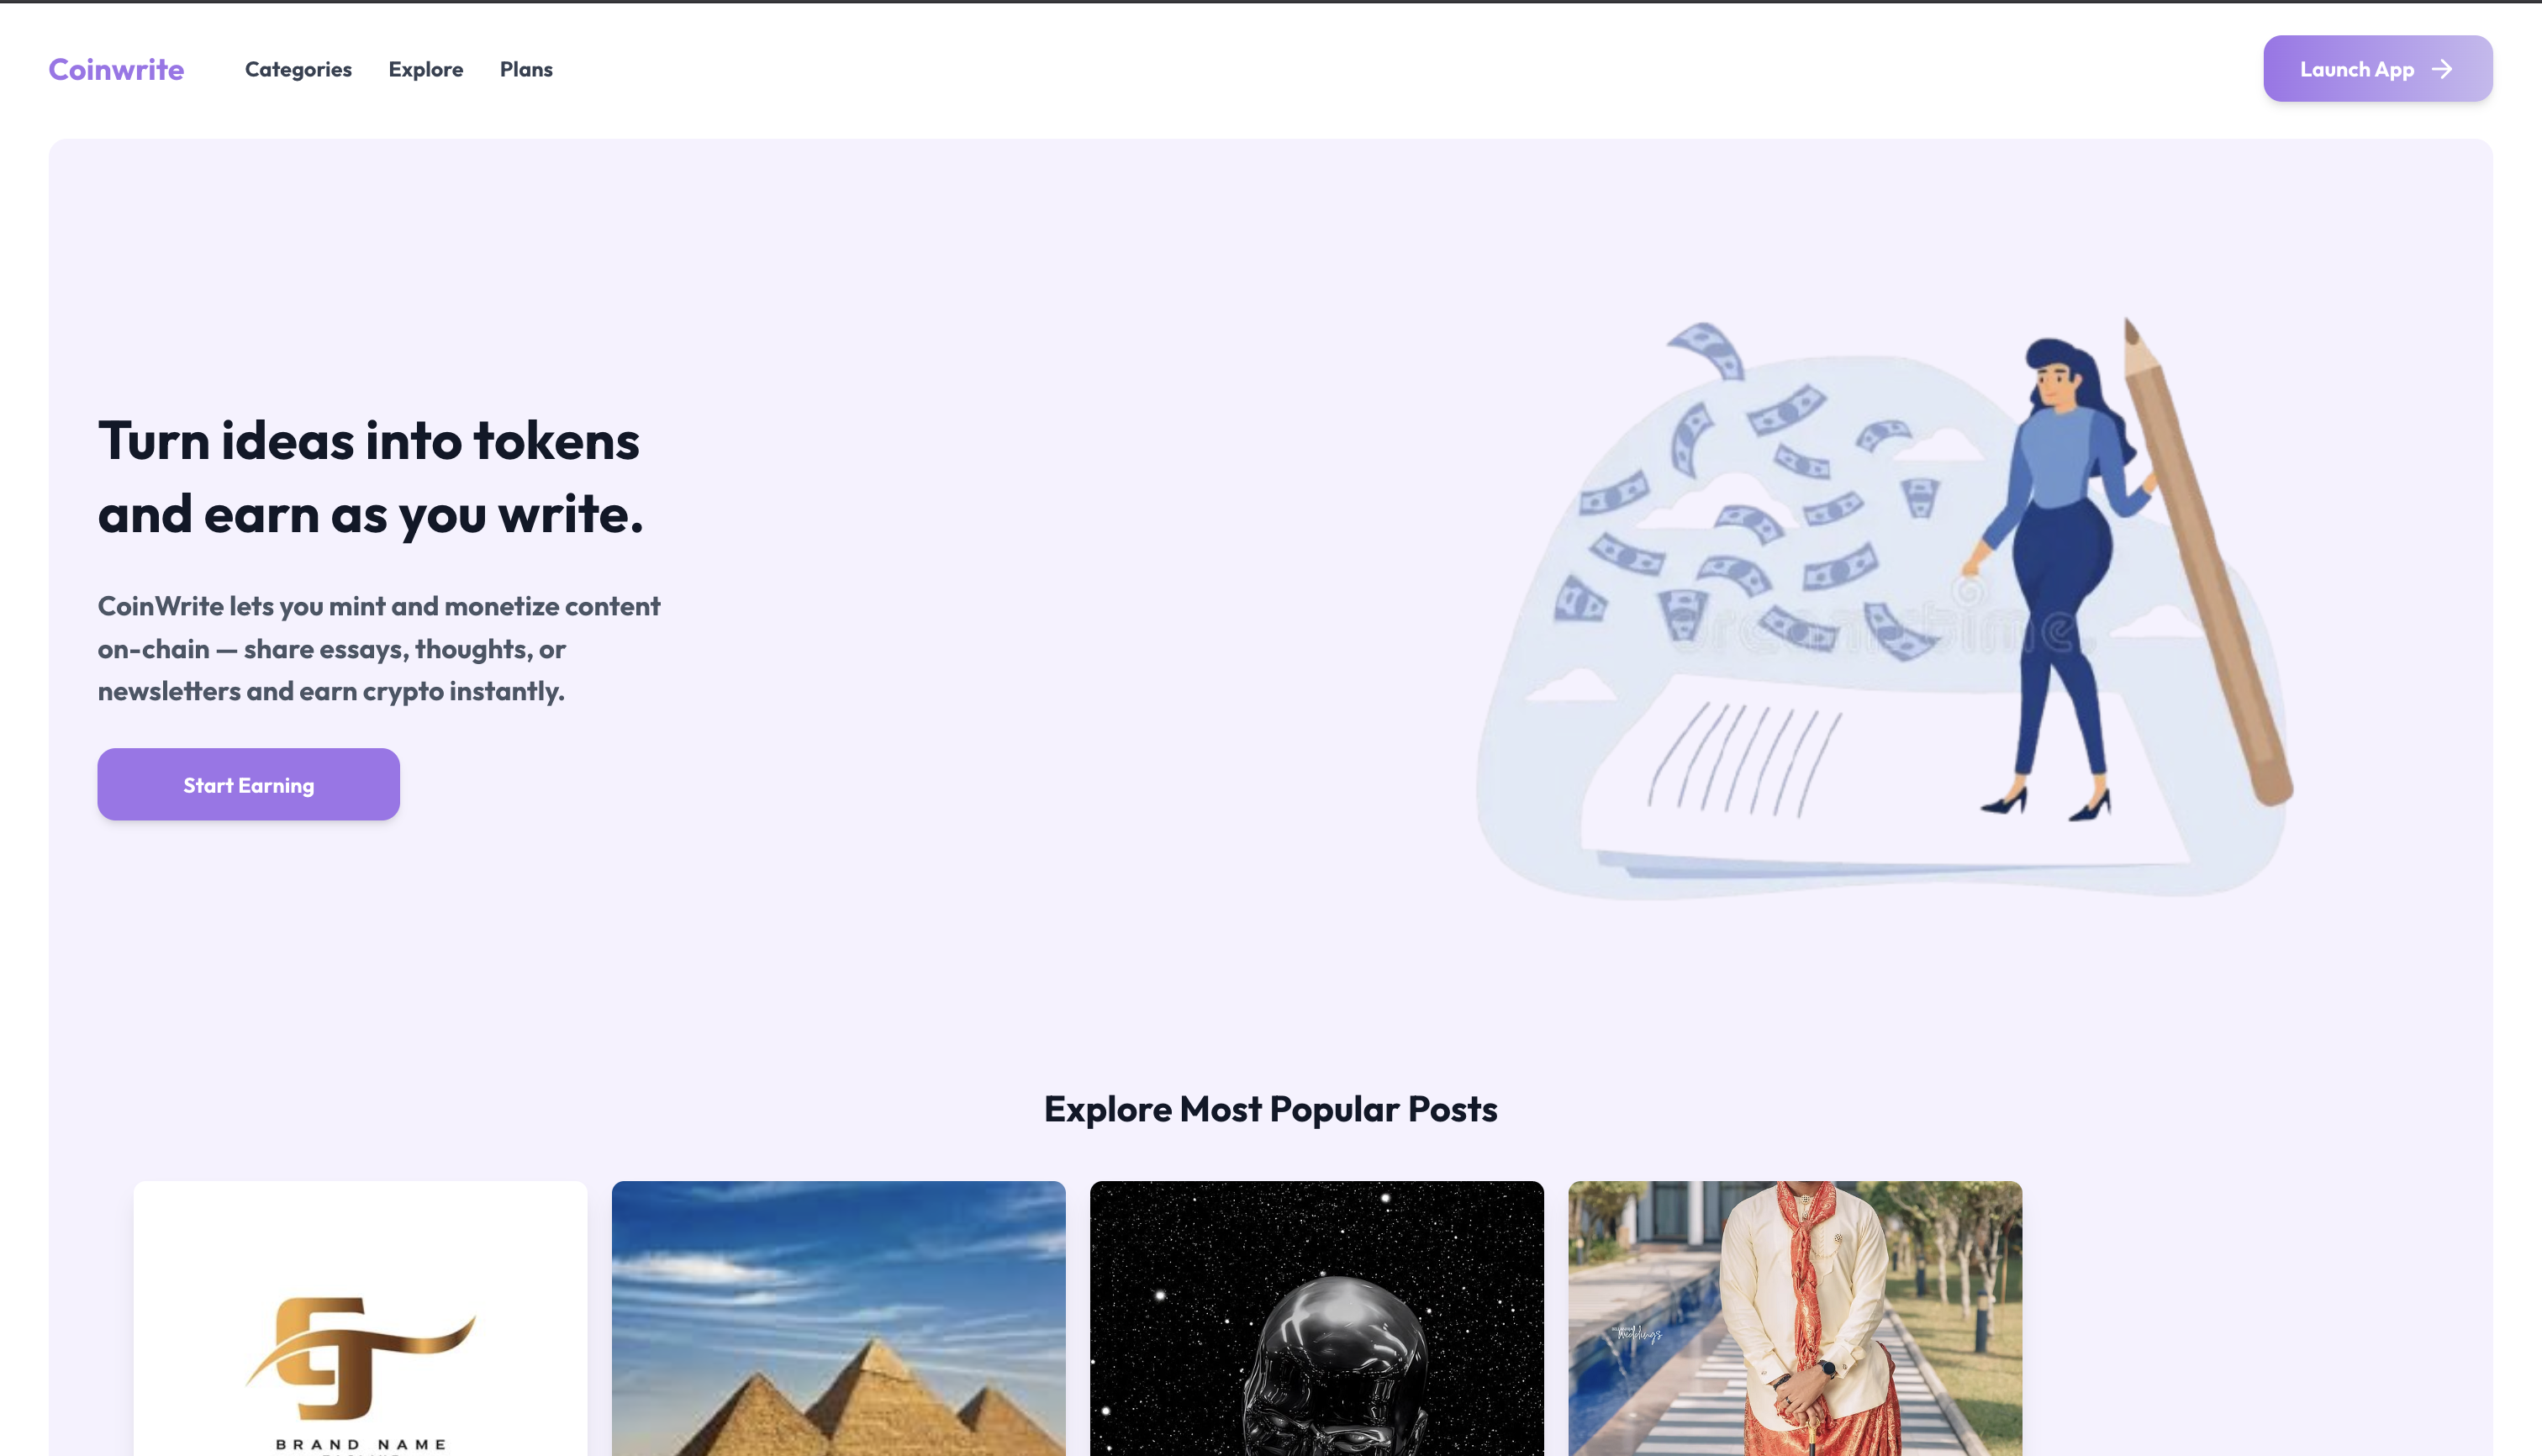 Coinwrite
Categories
Explore
Plans
Launch App
Turn ideas into tokens
and earn as you write.
CoinWrite lets you mint and monetize content
on-chain — share essays, thoughts, or
newsletters and earn crypto instantly.
Start Earning
Explore Most Popular Posts
Weddings
BRAND NAME